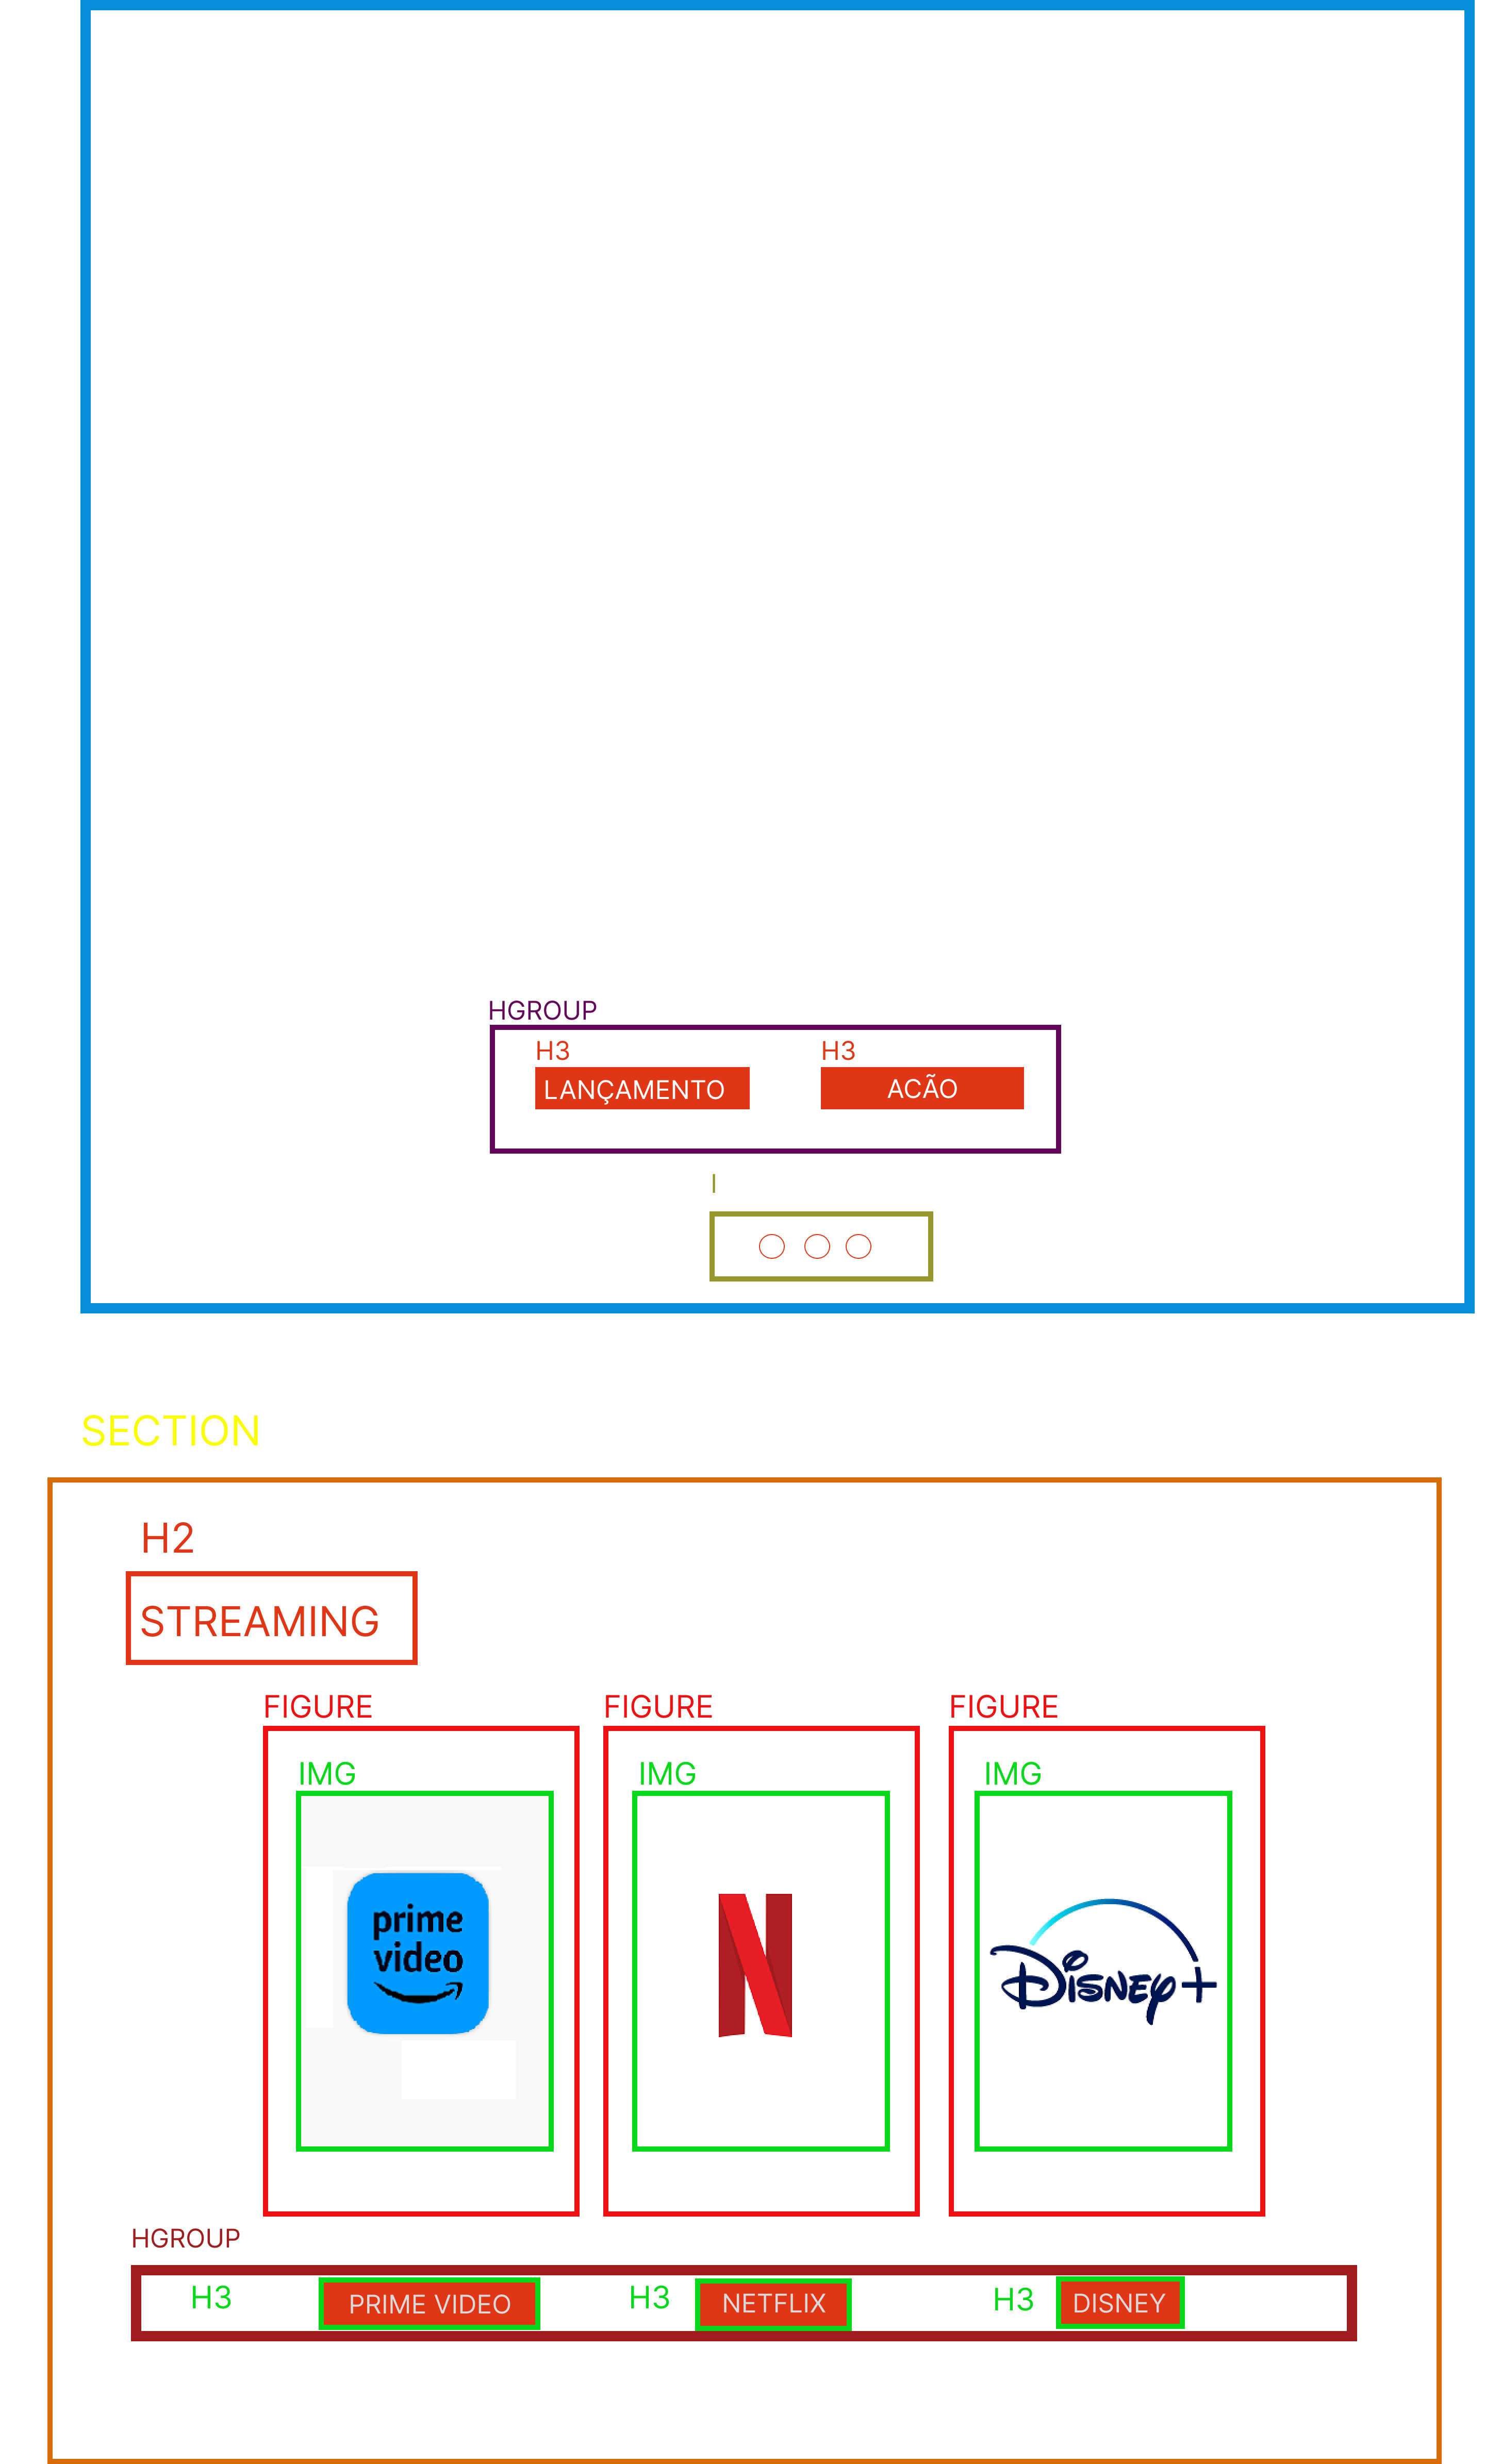 HGROUP
H3 H3
LANÇAMENTO ACÃO
I
SECTION
H2
STREAMING
FIGURE FIGURE FIGURE
IMG IMG IMG
prime
video
N
Disney+
HGROUP
H3 PRIME VIDEO H3 NETFLIX H3 DISNEY